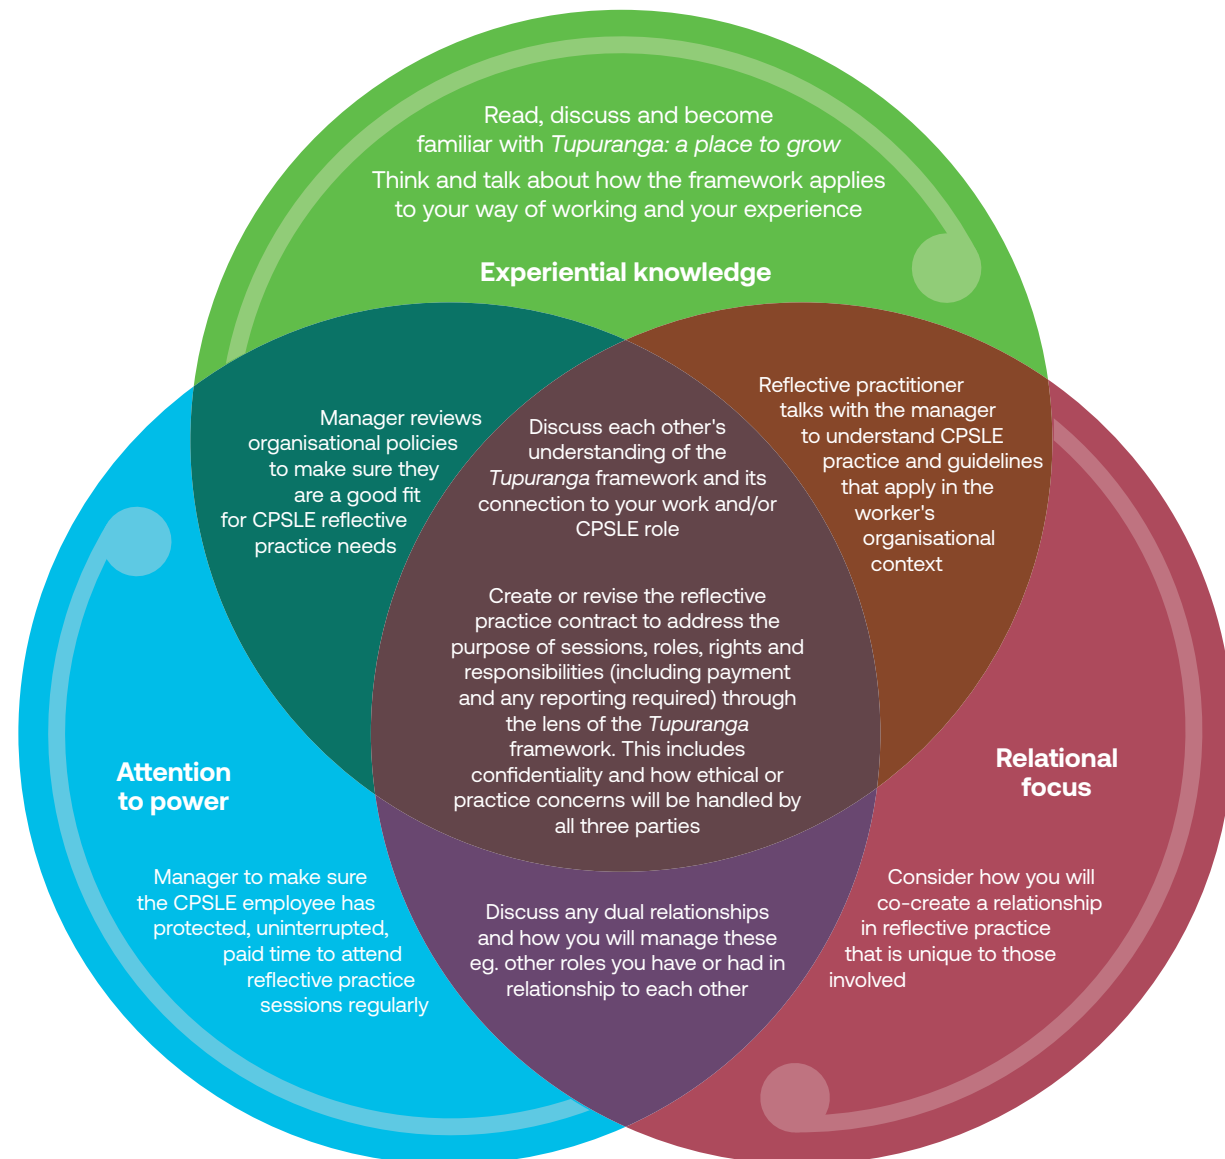 Read, discuss and become
familiar with Tupuranga: a place to grow
Think and talk about how the framework applies
to your way of working and your experience
Experiential knowledge
Manager reviews
organisational policies
to make sure they
are a good fit
for CPSLE reflective
practice needs
Discuss each other's
understanding of the
Tupuranga framework and its
connection to your work and/or
CPSLE role
Reflective practitioner
talks with the manager
to understand CPSLE
practice and guidelines
that apply in the
worker's
organisational
context
Create or revise the reflective
practice contract to address the
purpose of sessions, roles, rights and
responsibilities (including payment
and any reporting required) through
the lens of the Tupuranga
framework. This includes
confidentiality and how ethical or
practice concerns will be handled by
all three parties
Attention
to power
Relational
focus
Manager to make sure
the CPSLE employee has
protected, uninterrupted,
paid time to attend
reflective practice
sessions regularly
Discuss any dual relationships
and how you will manage these
eg. other roles you have or had in
relationship to each other
Consider how you will
co-create a relationship
in reflective practice
that is unique to those
involved